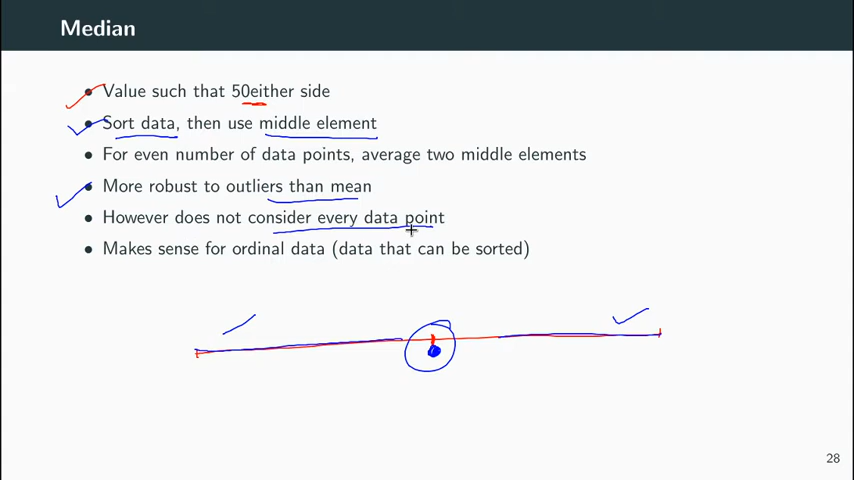 Median
• Value such that 50either side
• Sort data, then use middle element
• For even number of data points, average two middle elements
• More robust to outliers than mean
• However does not consider every data point
• Makes sense for ordinal data (data that can be sorted)
28